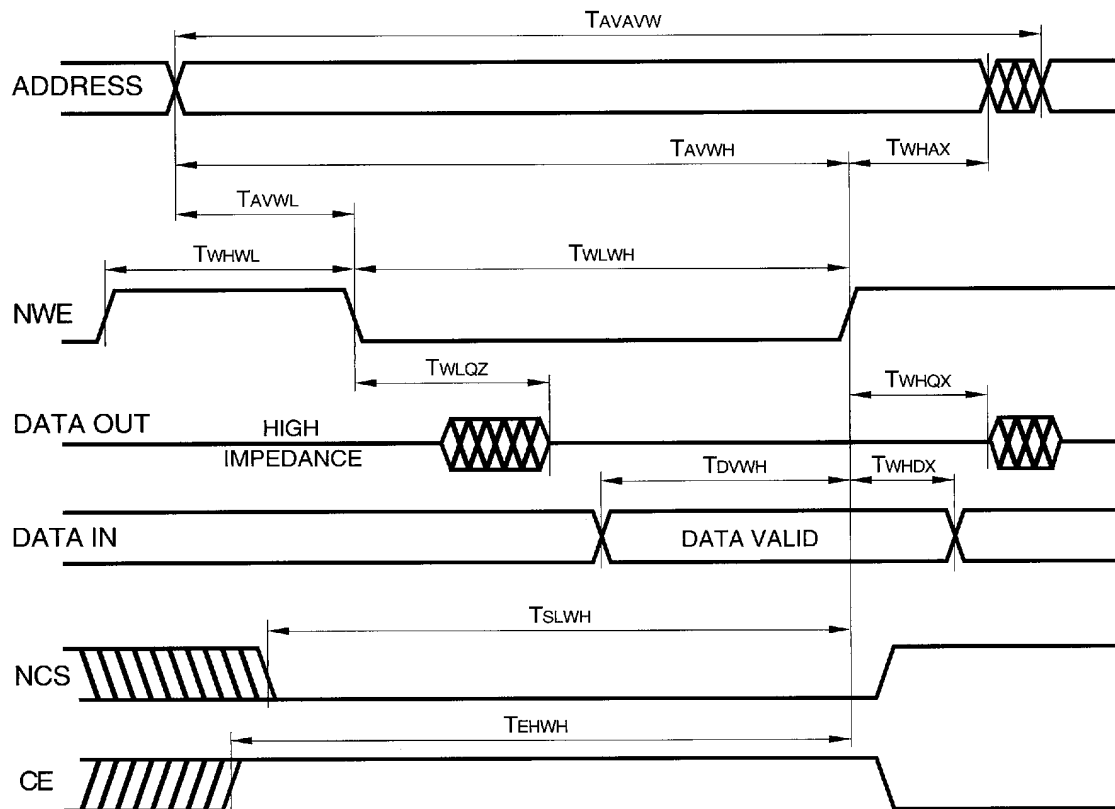 TAVAVW
ADDRESS
TAVWH
TWHAX
TAVWL
TWHWL
TWLWH
NWE
TWLQZ
TWHQX
DATA OUT
HIGH
IMPEDANCE
TDVWH
TWHDX
DATA IN
DATA VALID
TSLWH
NCS
TEHWH
CE